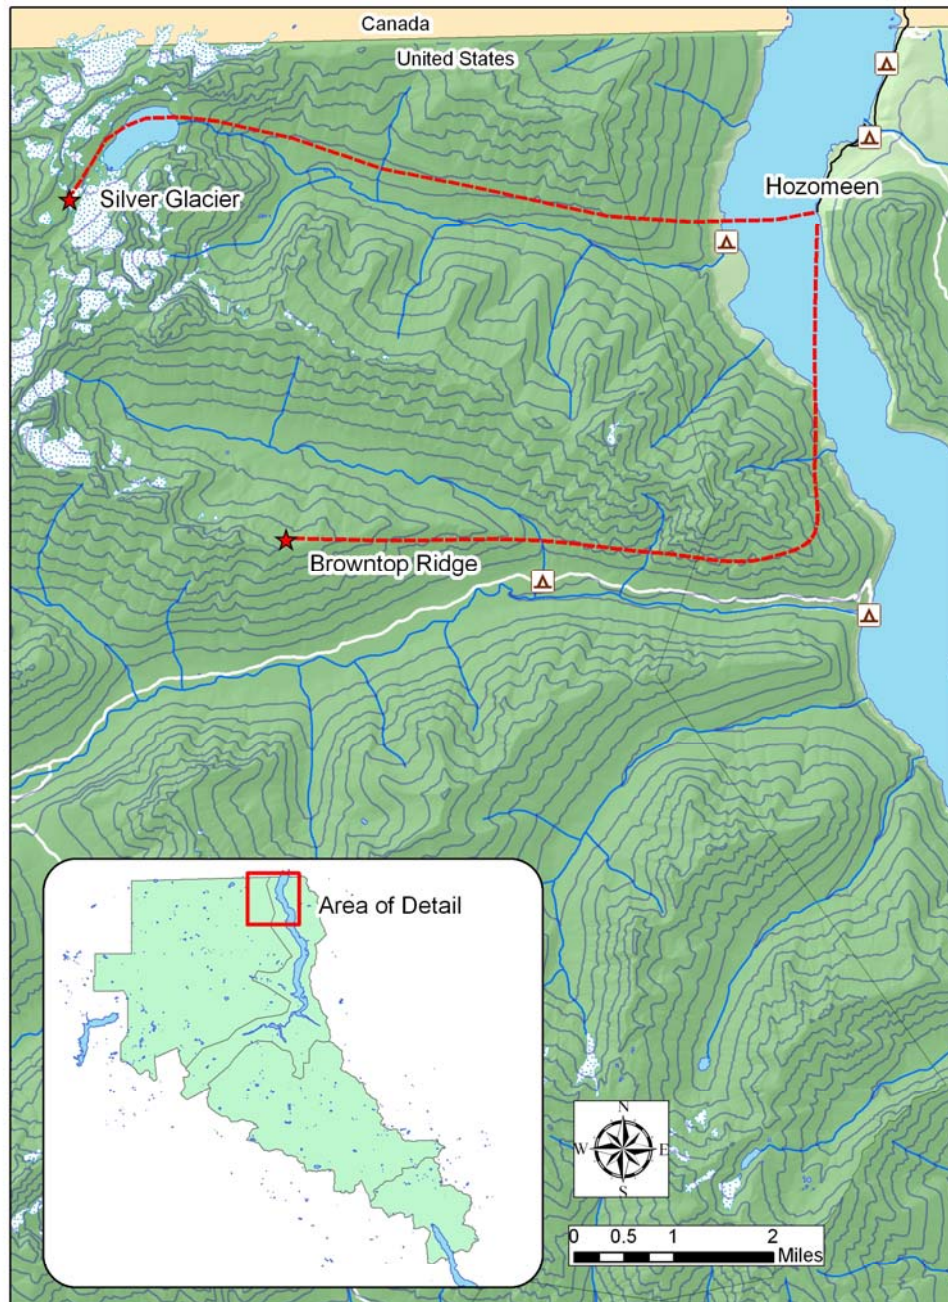 Canada
United States
Hozomeen
Silver Glacier
Browntop Ridge
Area of Detail
N
W E
S
0 0.5 1 2
Miles